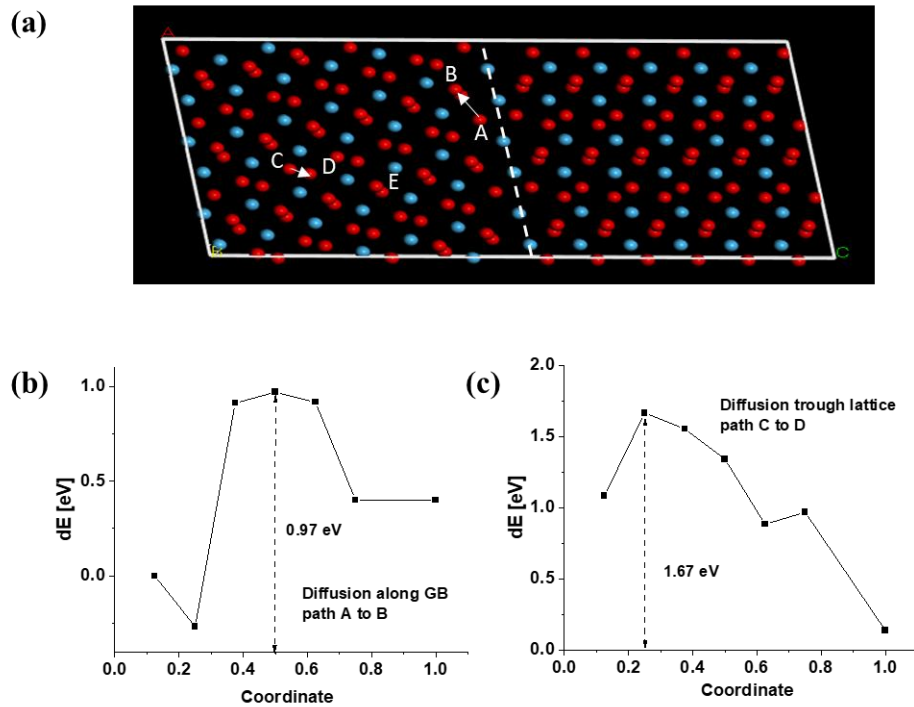 (a)
A
B
A
C
D
E
C
(b)
1.0
0.5
0.0
dE [eV]
0.97 eV
Diffusion along GB
path A to B
0.0 0.2 0.4 0.6 0.8 1.0
Coordinate
(c)
2.0
1.5
1.0
0.5
0.0
dE [eV]
Diffusion trough lattice
path C to D
1.67 eV
0.0 0.2 0.4 0.6 0.8 1.0
Coordinate